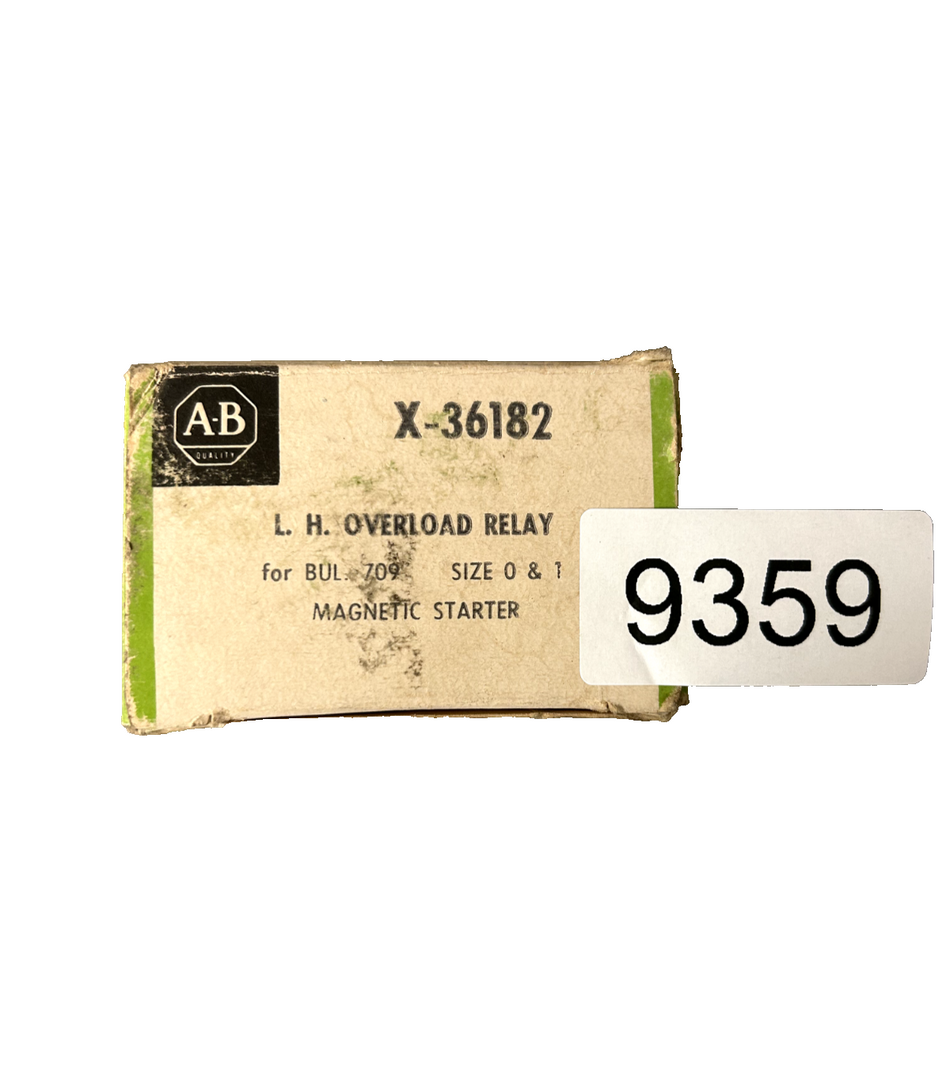 A-B
QUALITY
X-36182
L. H. OVERLOAD RELAY
for BUL. 709 SIZE 0 & 1
MAGNETIC STARTER
9359